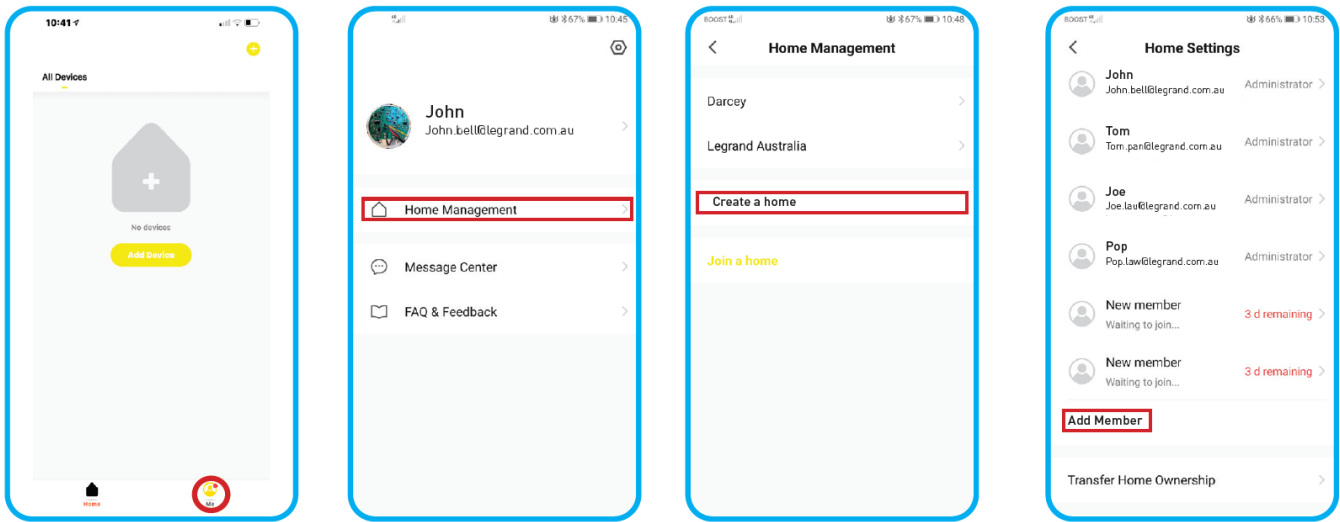 10:41
All Devices
No devices
Add Device
Home
Me
67% 10:45
John
John.bell@legrand.com.au
Home Management
Message Center
FAQ & Feedback
BOOST 67% 10:48
Home Management
Darcey
Legrand Australia
Create a home
Join a home
BOOST 66% 10:53
Home Settings
John
John.bell@legrand.com.au Administrator
Tom
Tom.pan@legrand.com.au Administrator
Joe
Joe.lau@legrand.com.au Administrator
Pop
Pop.law@legrand.com.au Administrator
New member
Waiting to join... 3 d remaining
New member
Waiting to join... 3 d remaining
Add Member
Transfer Home Ownership